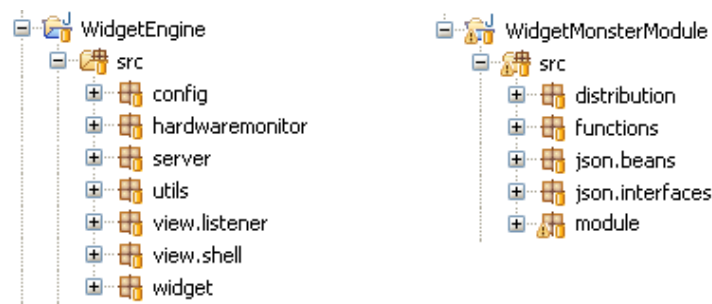 WidgetEngine
src
config
hardwaremonitor
server
utils
view.listener
view.shell
widget
WidgetMonsterModule
src
distribution
functions
json.beans
json.interfaces
module